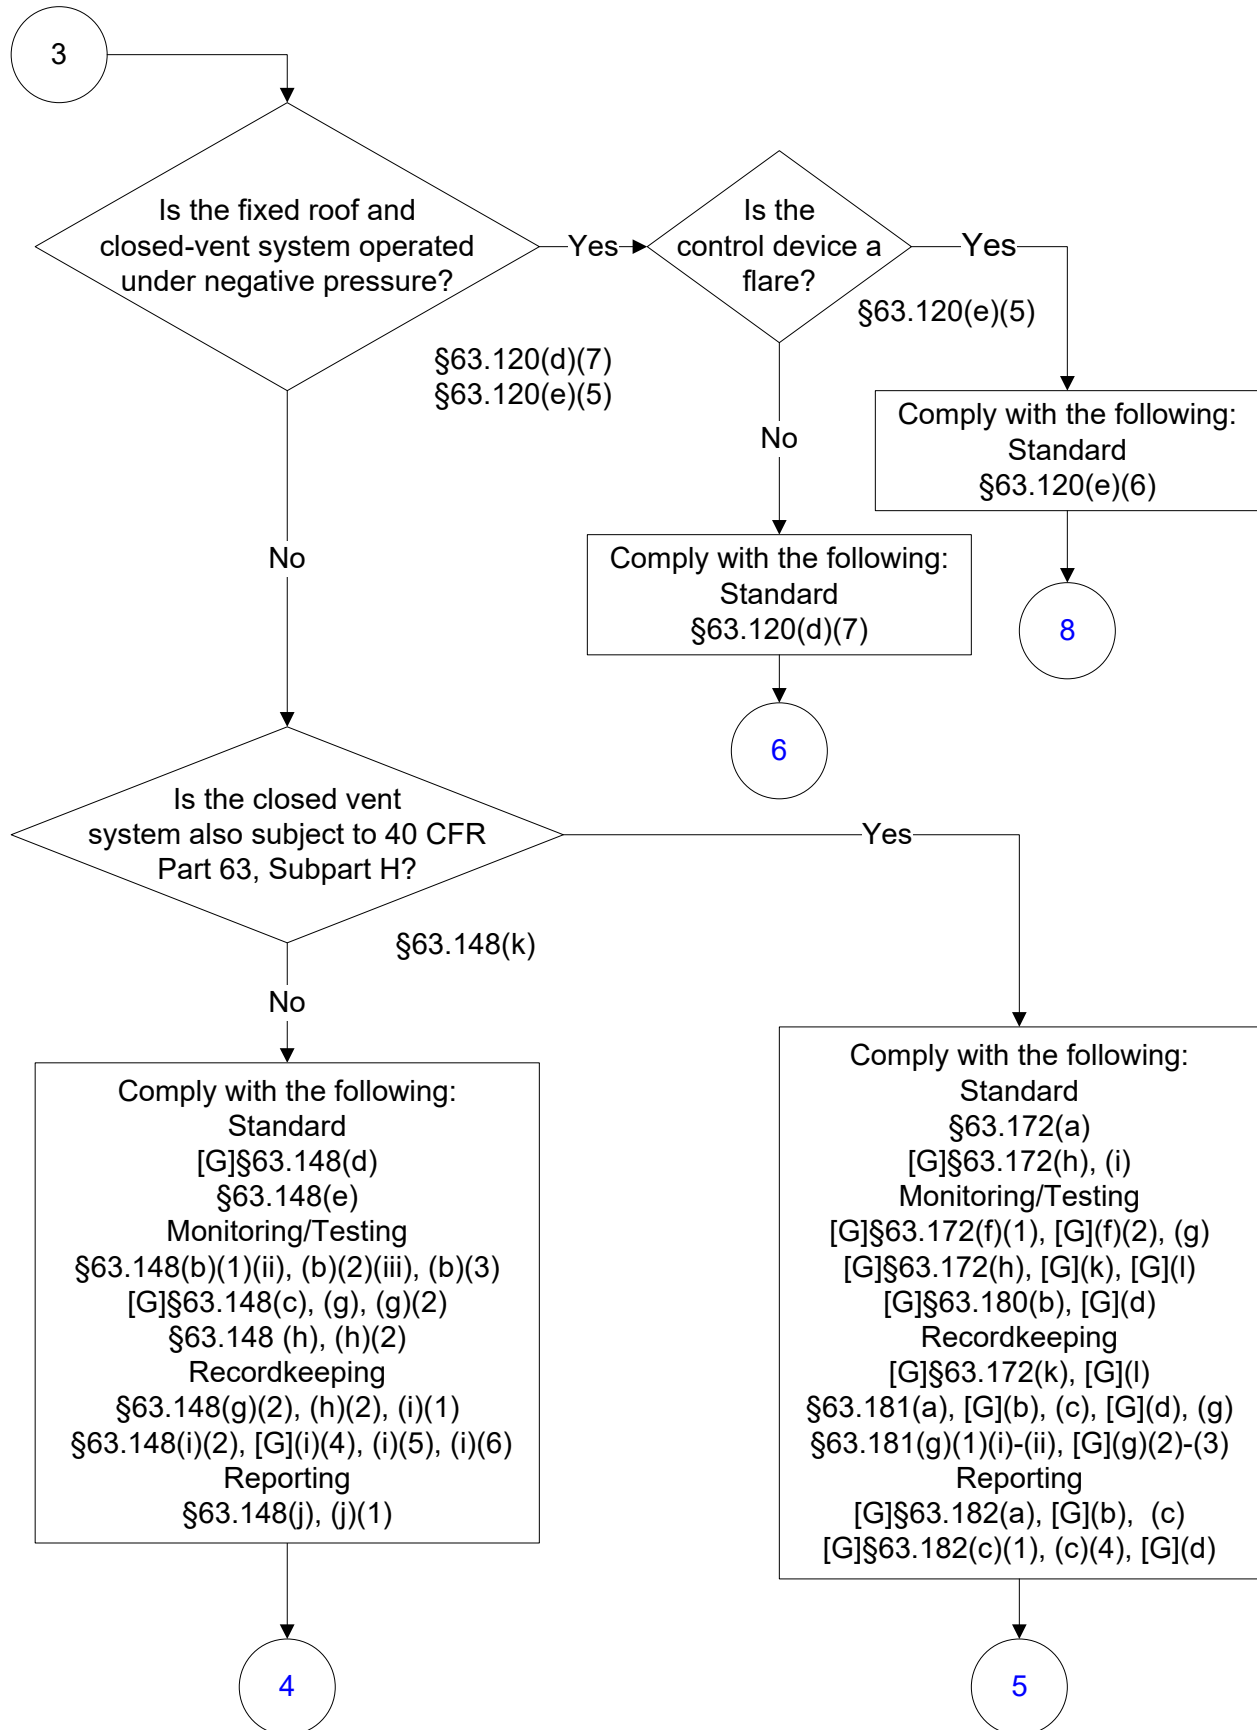 3
Is the fixed roof and
closed-vent system operated
under negative pressure?
Yes
Is the
control device a
flare?
Yes
§63.120(e)(5)
§63.120(d)(7)
§63.120(e)(5)
Comply with the following:
Standard
§63.120(e)(6)
No
No
Comply with the following:
Standard
§63.120(d)(7)
8
6
Is the closed vent
system also subject to 40 CFR
Part 63, Subpart H?
Yes
§63.148(k)
No
Comply with the following:
Standard
[G]§63.148(d)
§63.148(e)
Monitoring/Testing
§63.148(b)(1)(ii), (b)(2)(iii), (b)(3)
[G]§63.148(c), (g), (g)(2)
§63.148 (h), (h)(2)
Recordkeeping
§63.148(g)(2), (h)(2), (i)(1)
§63.148(i)(2), [G](i)(4), (i)(5), (i)(6)
Reporting
§63.148(j), (j)(1)
Comply with the following:
Standard
§63.172(a)
[G]§63.172(h), (i)
Monitoring/Testing
[G]§63.172(f)(1), [G](f)(2), (g)
[G]§63.172(h), [G](k), [G](l)
[G]§63.180(b), [G](d)
Recordkeeping
[G]§63.172(k), [G](l)
§63.181(a), [G](b), (c), [G](d), (g)
§63.181(g)(1)(i)-(ii), [G](g)(2)-(3)
Reporting
[G]§63.182(a), [G](b),  (c)
[G]§63.182(c)(1), (c)(4), [G](d)
4
5